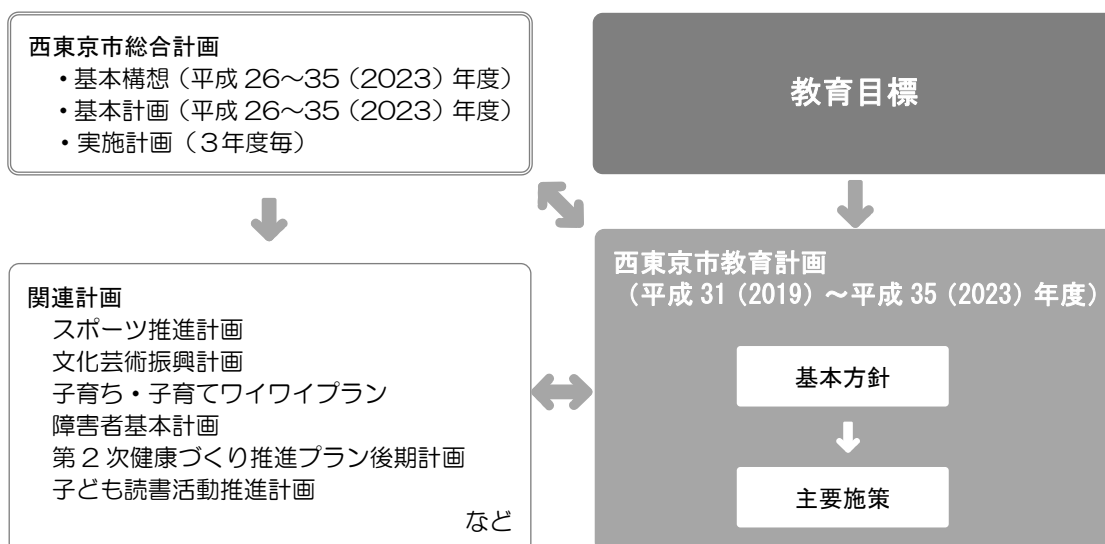 西東京市総合計画
・基本構想（平成 26～35（2023）年度）
・基本計画（平成 26～35（2023）年度）
・実施計画（３年度毎）
教育目標
関連計画
スポーツ推進計画
文化芸術振興計画
子育ち・子育てワイワイプラン
障害者基本計画
第２次健康づくり推進プラン後期計画
子ども読書活動推進計画
など
西東京市教育計画
（平成 31（2019）～平成 35（2023）年度）
基本方針
主要施策